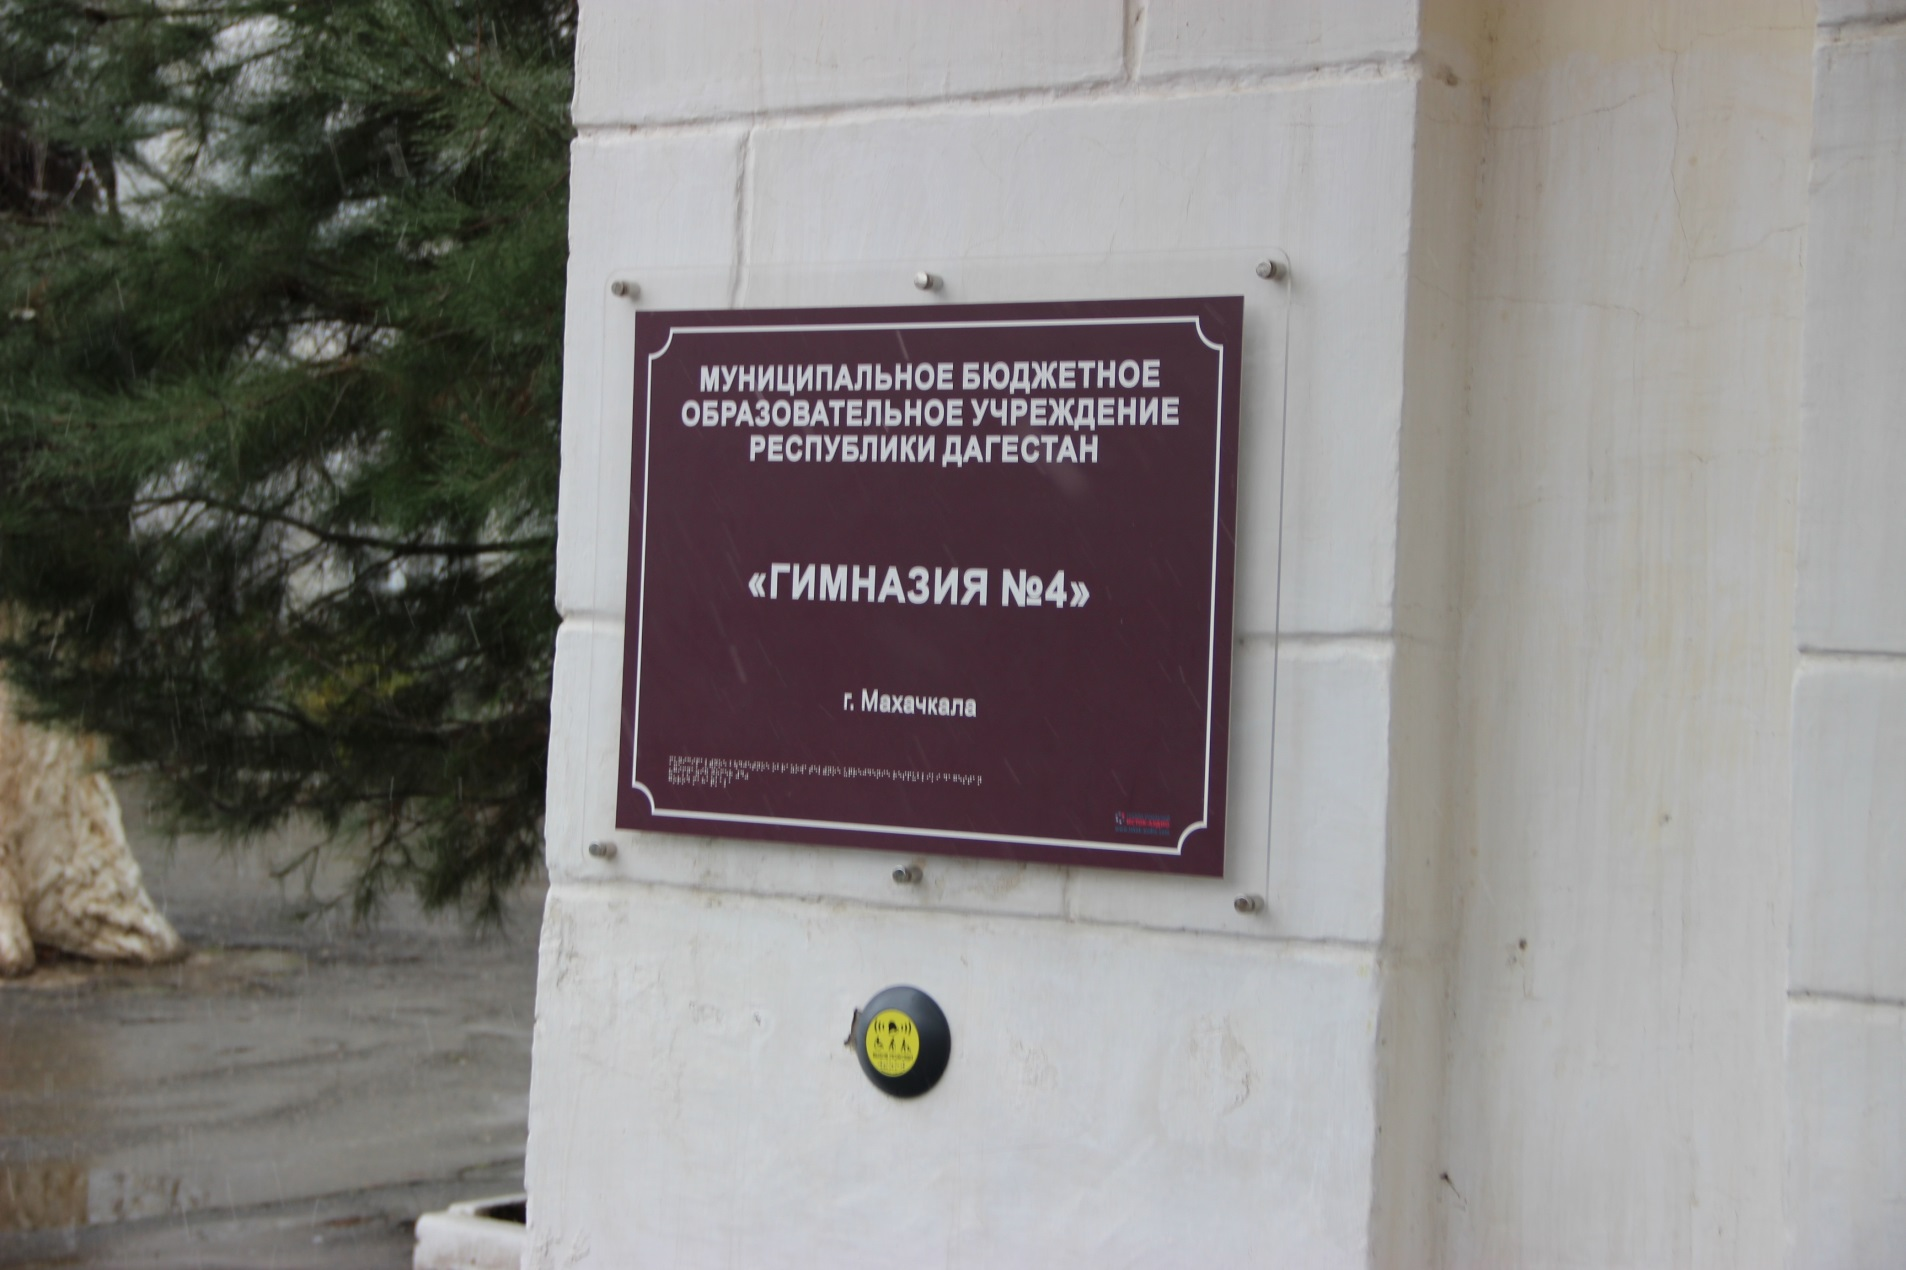 МУНИЦИПАЛЬНОЕ БЮДЖЕТНОЕ
ОБРАЗОВАТЕЛЬНОЕ УЧРЕЖДЕНИЕ
РЕСПУБЛИКИ ДАГЕСТАН
«ГИМНАЗИЯ №4»
г. Махачкала